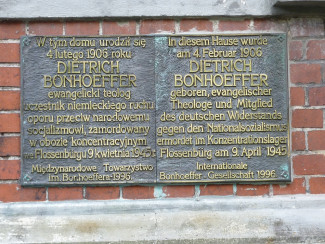 W tym domu urodził się
4 lutego 1906 roku
DIETRICH
BONHOEFFER
ewangelicki teolog
uczestnik niemieckiego ruchu
oporu przeciw narodowemu
socjalizmowi, zamordowany
w obozie koncentracyjnym
we Flossenbürgu 9 kwietnia 1945 r.
Międzynarodowe Towarzystwo
Im. Bonhoeffera-1996.
In diesem Hause wurde
am 4. Februar 1906
DIETRICH
BONHOEFFER
geboren, evangelischer
Theologe und Mitglied
des deutschen Widerstands
gegen den Nationalsozialismus
ermordet im Konzentrationslager
Flossenbürg am 9. April 1945
Internationale
Bonhoeffer - Gesellschaft 1996.